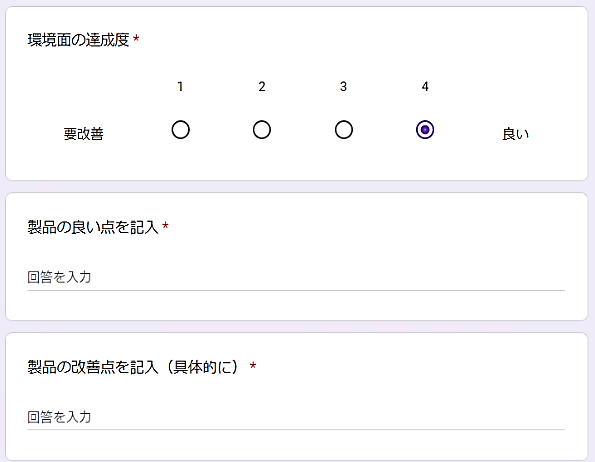 環境面の達成度 *
1 2 3 4
要改善 良い
製品の良い点を記入 *
回答を入力
製品の改善点を記入（具体的に） *
回答を入力